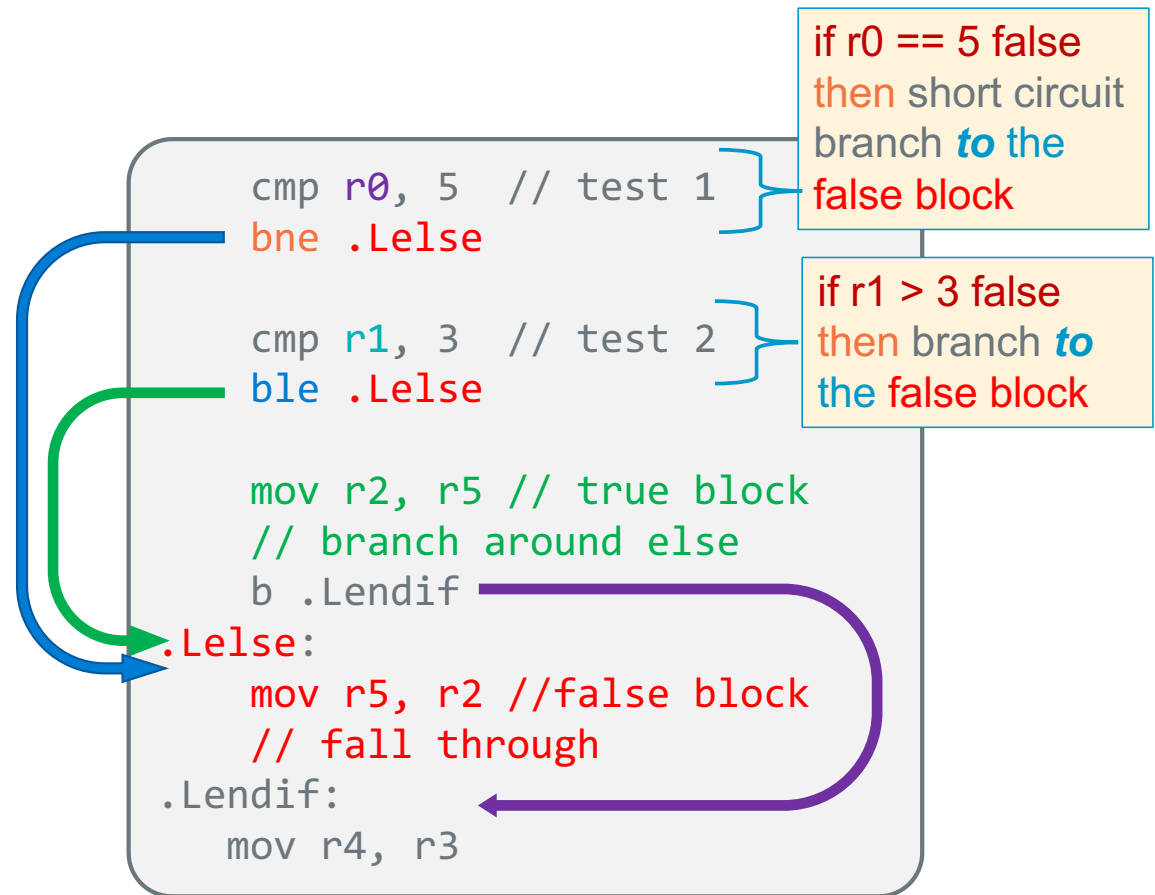 if r0 == 5 false
then short circuit
branch to the
false block
cmp r0, 5 // test 1
bne .Lelse
if r1 > 3 false
then branch to
the false block
cmp r1, 3 // test 2
ble .Lelse
mov r2, r5 // true block
// branch around else
b .Lendif
.Lelse:
mov r5, r2 //false block
// fall through
.Lendif:
mov r4, r3